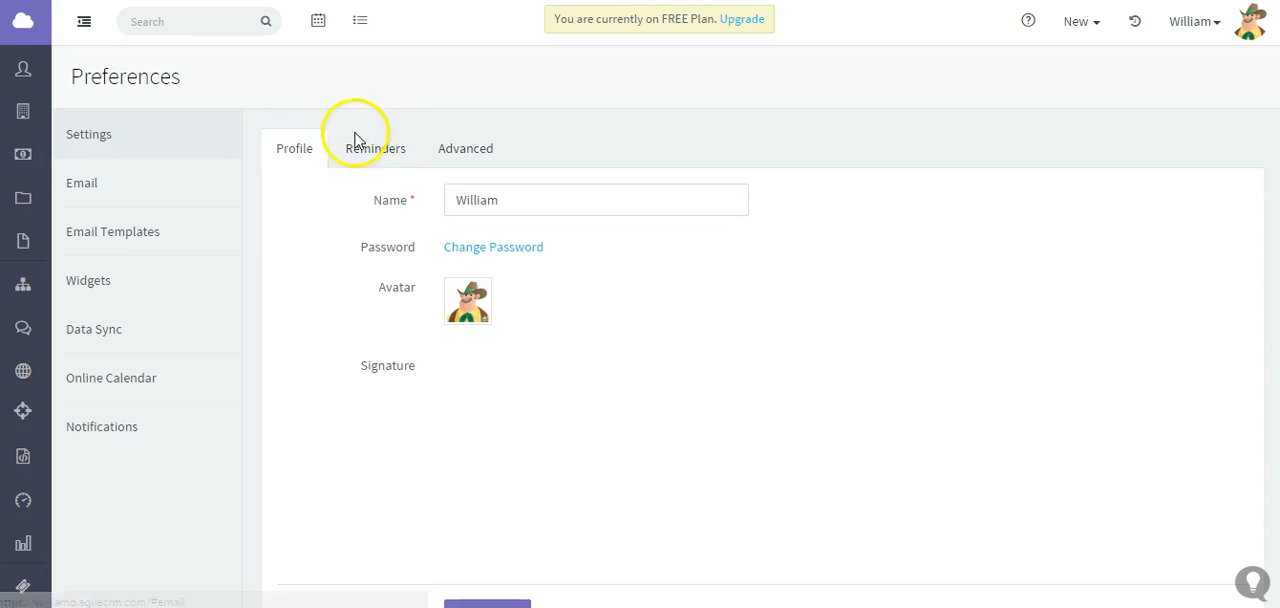 Search
You are currently on FREE Plan. Upgrade
New
William
Preferences
Settings
Email
Email Templates
Widgets
Data Sync
Online Calendar
Notifications
Profile
Reminders
Advanced
Name *
William
Password
Change Password
Avatar
Signature